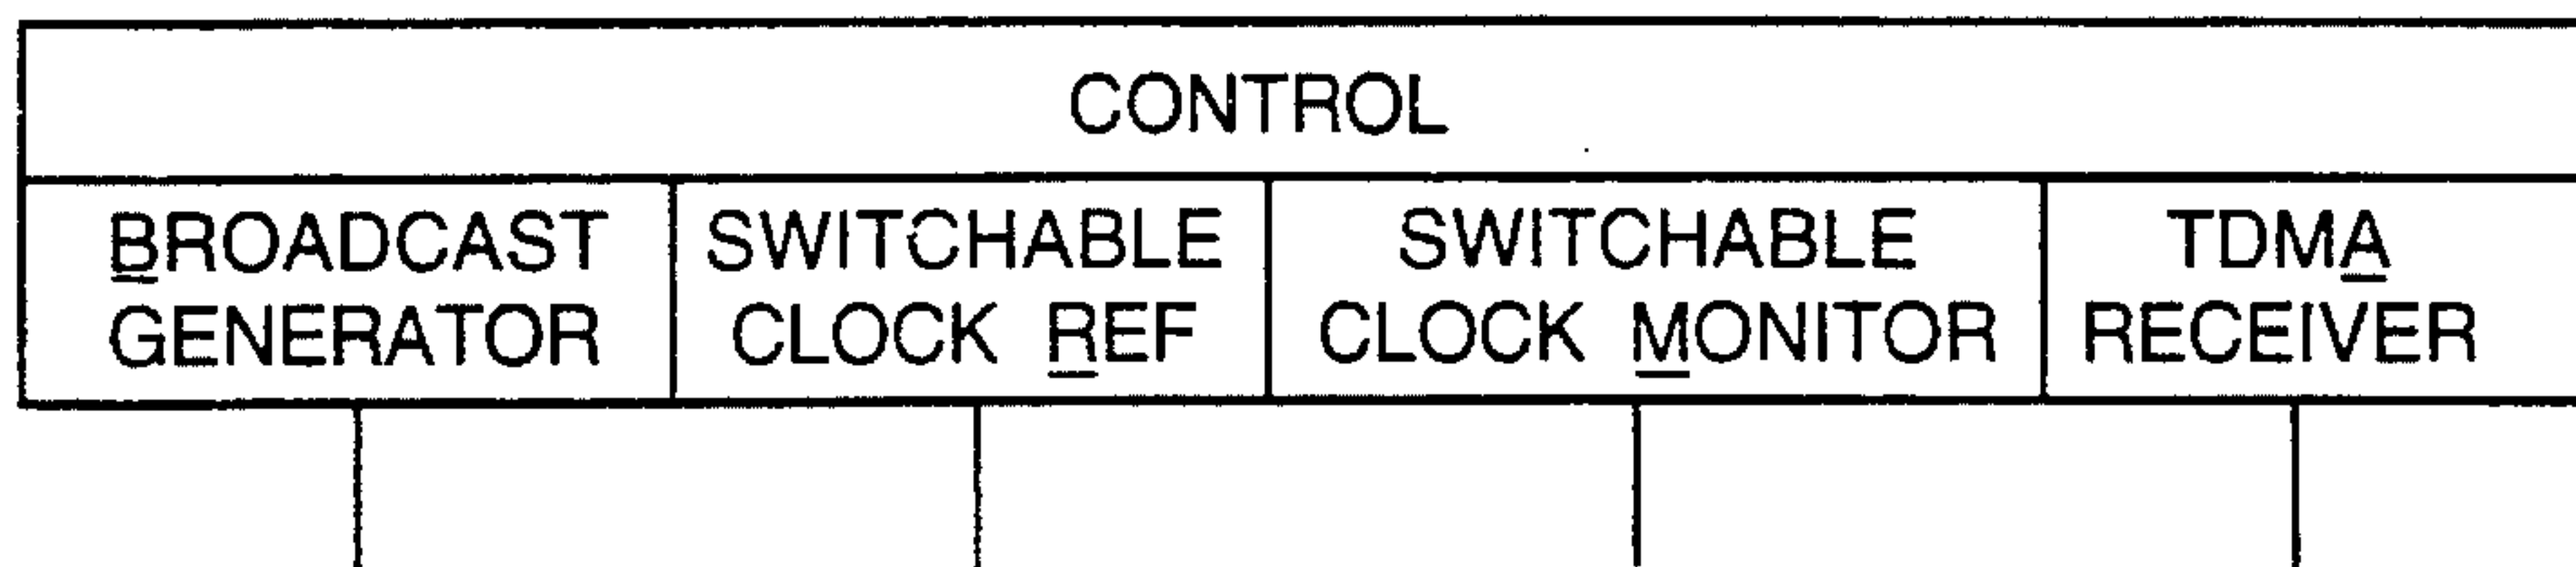 CONTROL
BROADCAST
GENERATOR
SWITCHABLE
CLOCK REF
SWITCHABLE
CLOCK MONITOR
TDMA
RECEIVER